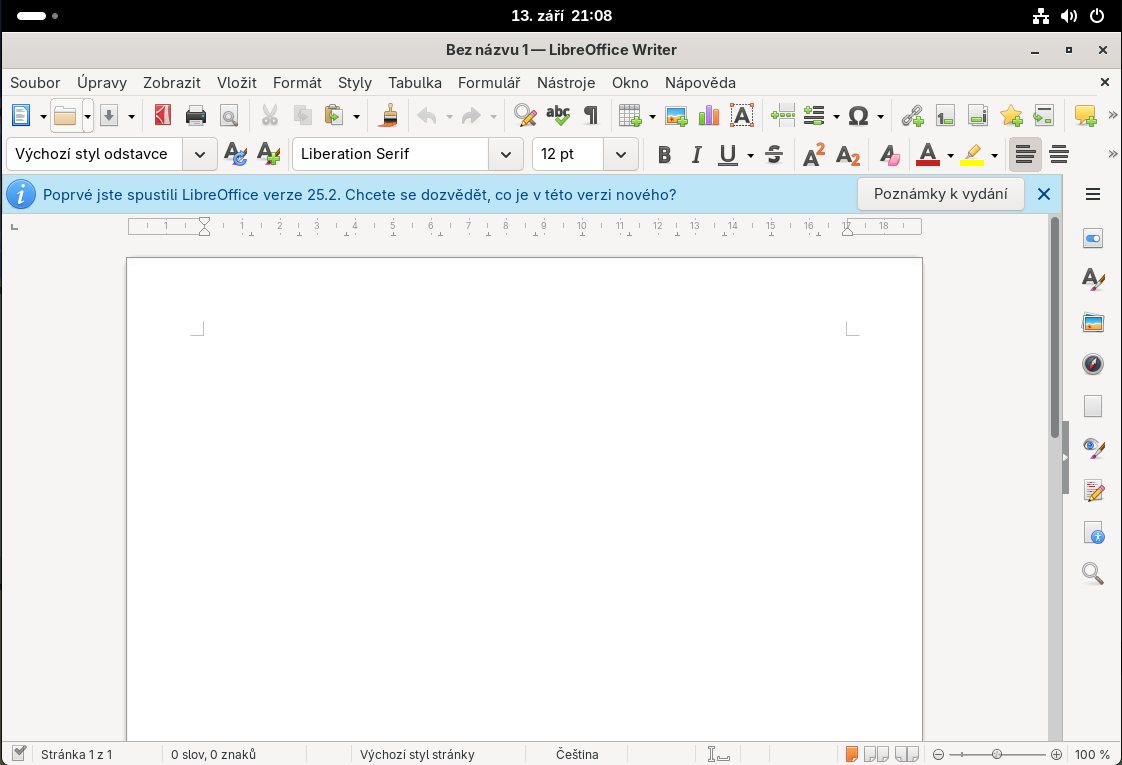 13. září 21:08
Bez názvu 1 — LibreOffice Writer
Soubor Úpravy Zobrazit Vložit Formát Styly Tabulka Formulář Nástroje Okno Nápověda
Výchozí styl odstavce Liberation Serif 12 pt
Poprvé jste spustili LibreOffice verze 25.2. Chcete se dozvědět, co je v této verzi nového? Poznámky k vydání
1 1 2 3 4 5 6 7 8 9 10 11 12 13 14 15 16 17 18
Stránka 1 z 1 0 slov, 0 znaků Výchozí styl stránky Čeština 100 %